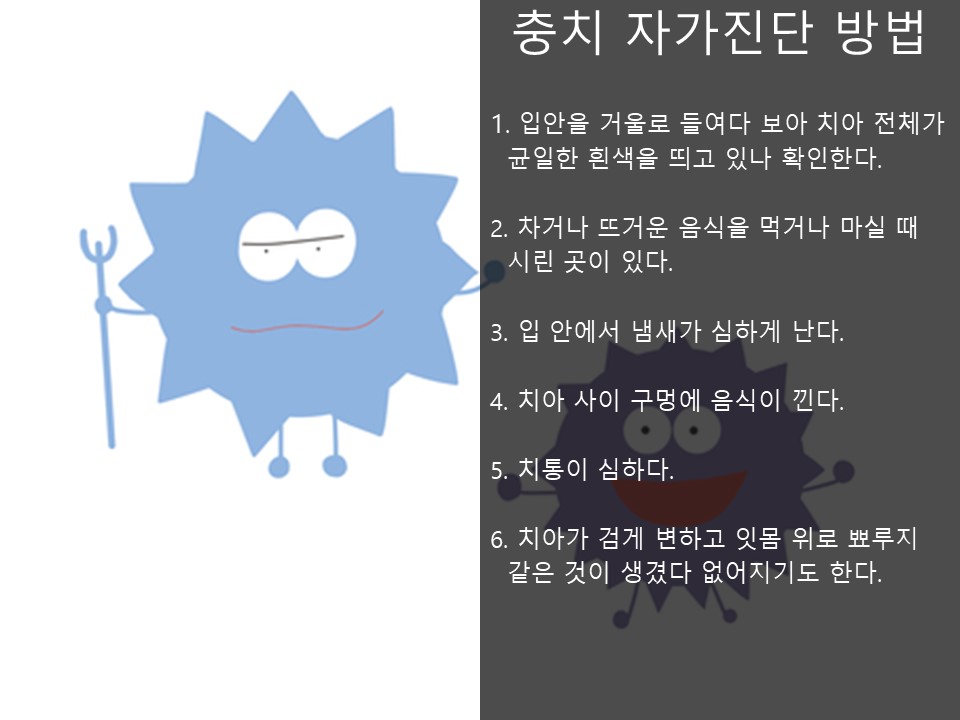 충치 자가진단 방법
1. 입안을 거울로 들여다 보아 치아 전체가
균일한 흰색을 띄고 있나 확인한다.
2. 차거나 뜨거운 음식을 먹거나 마실 때
시린 곳이 있다.
3. 입 안에서 냄새가 심하게 난다.
4. 치아 사이 구멍에 음식이 낀다.
5. 치통이 심하다.
6. 치아가 검게 변하고 잇몸 위로 뾰루지
같은 것이 생겼다 없어지기도 한다.